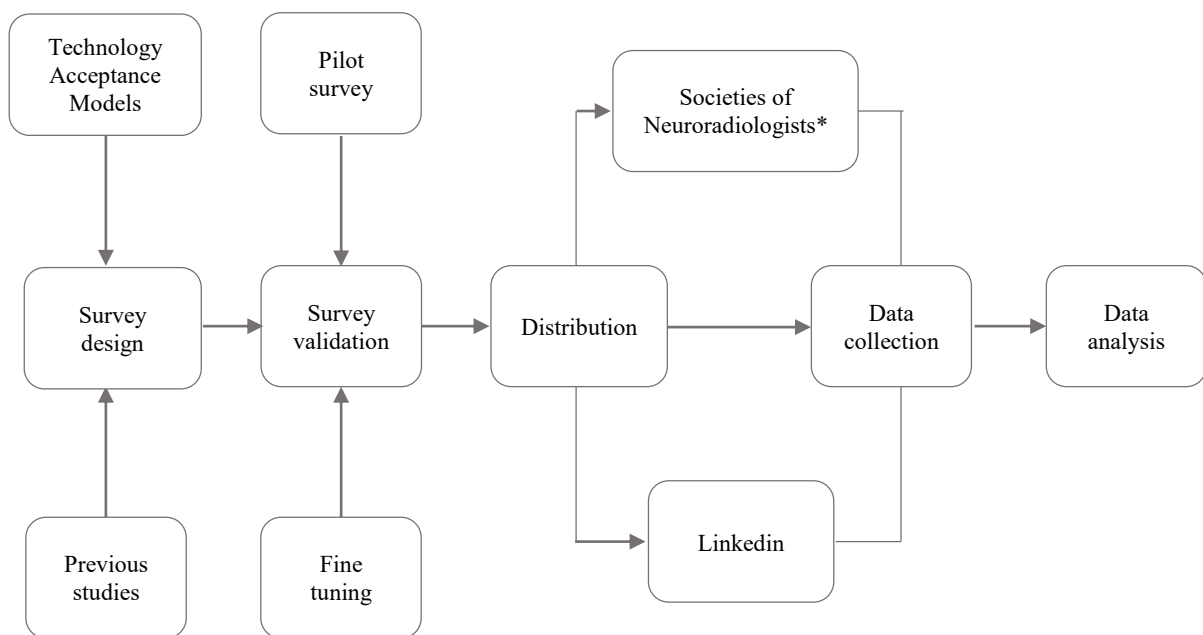 Technology
Acceptance
Models
Pilot
survey
Societies of
Neuroradiologists*
Survey
design
Survey
validation
Distribution
Data
collection
Data
analysis
Previous
studies
Fine
tuning
Linkedin